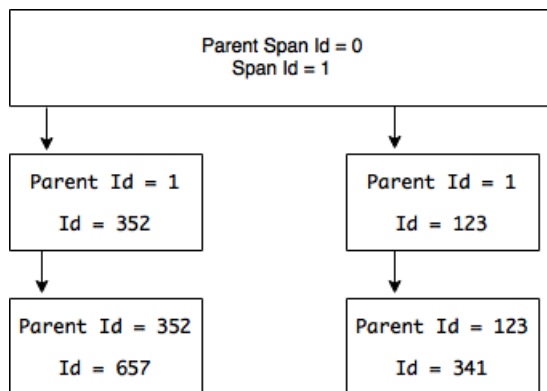 Parent Span Id = 0
Span Id = 1
Parent Id = 1
Id = 352
Parent Id = 1
Id = 123
Parent Id = 352
Id = 657
Parent Id = 123
Id = 341